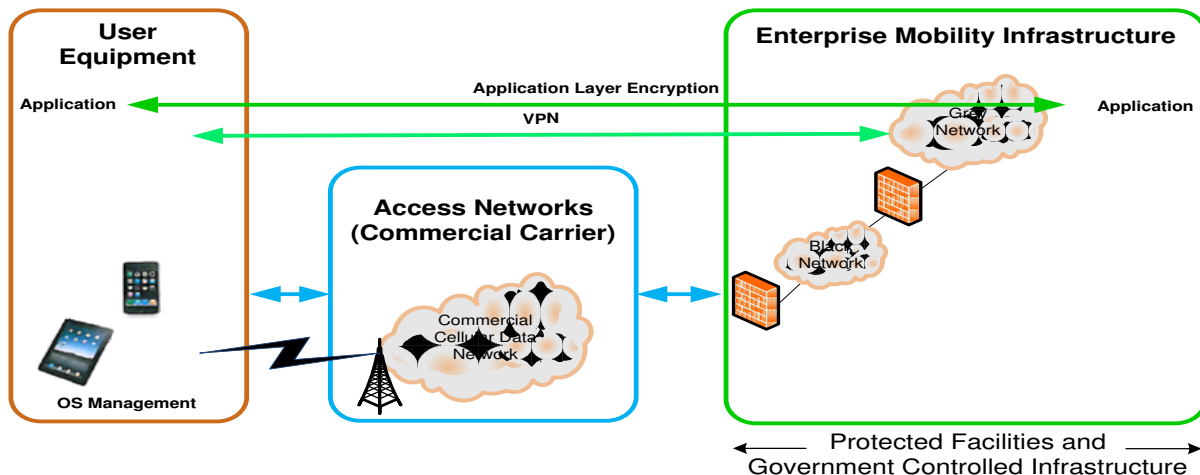 User
Equipment
Enterprise Mobility Infrastructure
Application Layer Encryption
Application
Application
VPN
Grey
Network
Access Networks
(Commercial Carrier)
Black
Network
Commercial
Cellular Data
Network
OS Management
Protected Facilities and
Government Controlled Infrastructure